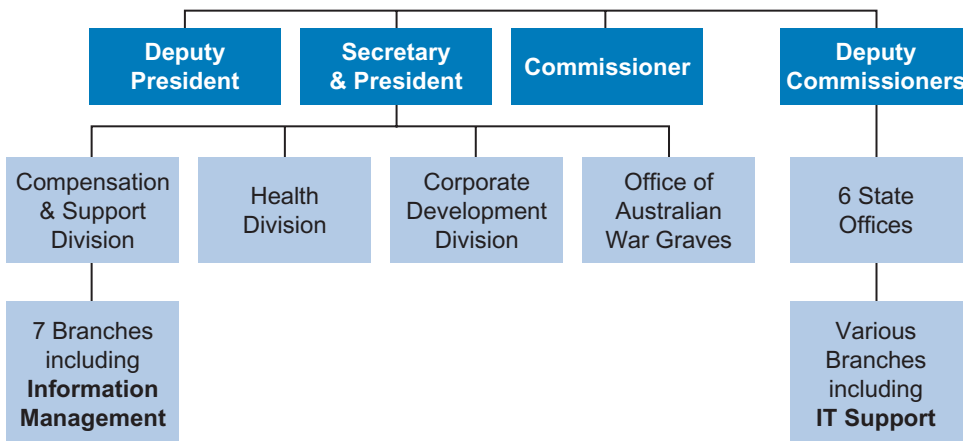 Deputy
President
Secretary
& President
Commissioner
Deputy
Commissioners
Compensation
& Support
Division
Health
Division
Corporate
Development
Division
Office of
Australian
War Graves
6 State
Offices
7 Branches
including
Information
Management
Various
Branches
including
IT Support